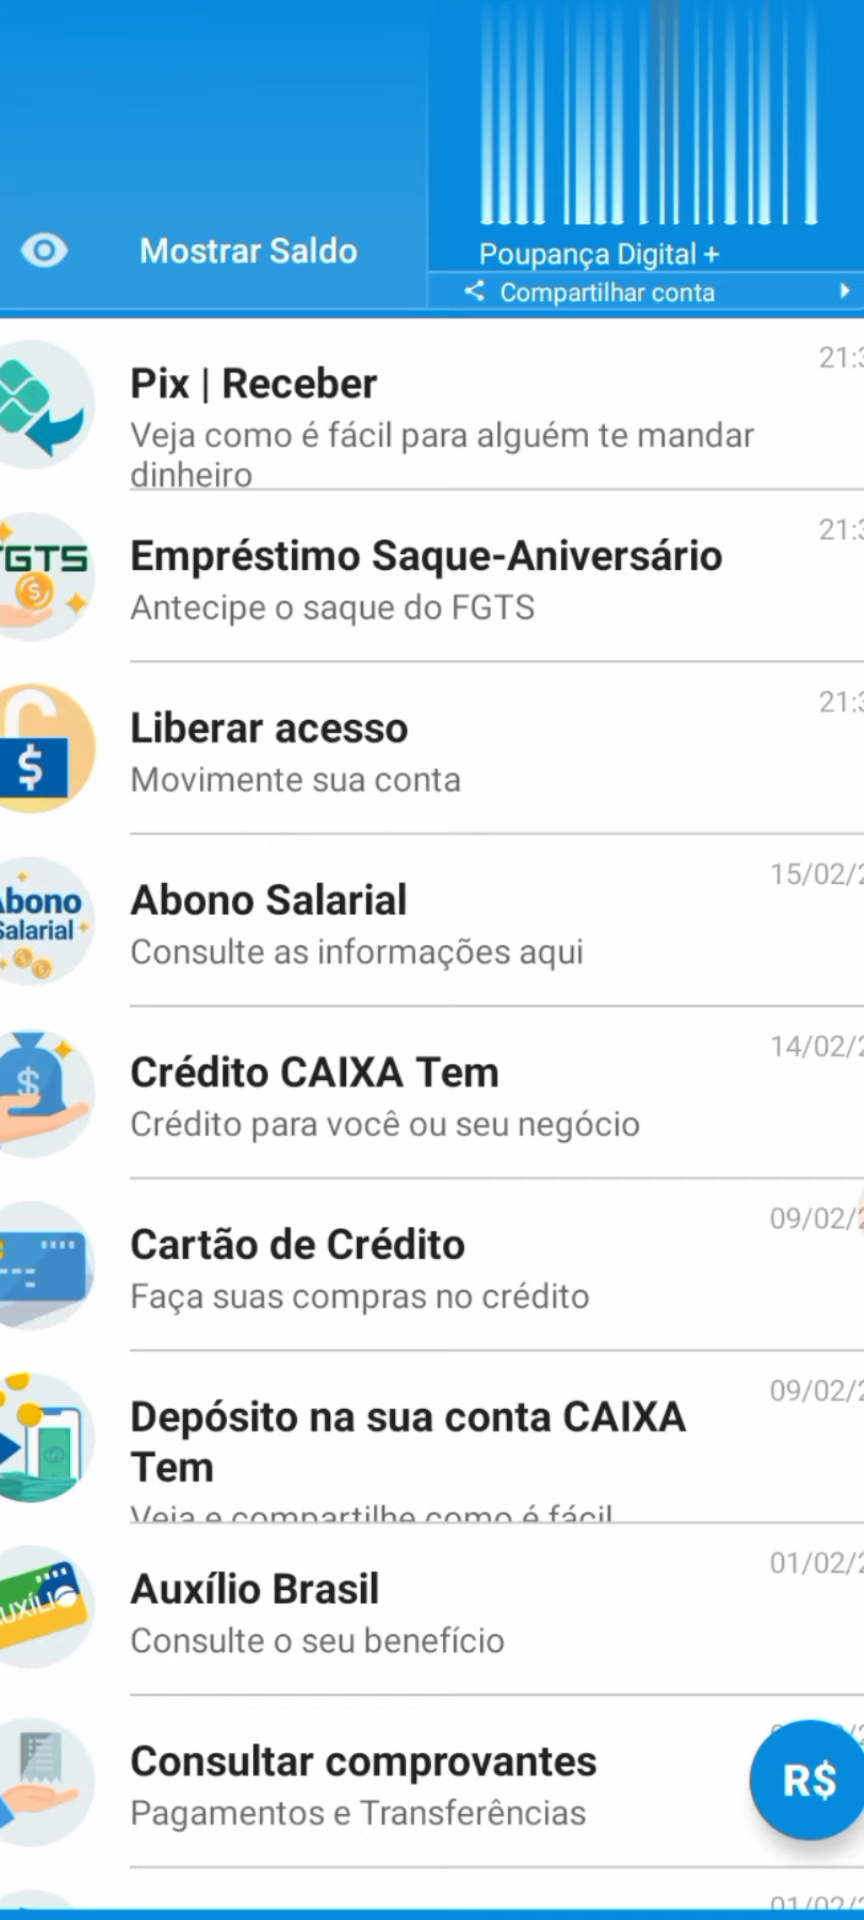 Mostrar Saldo
Poupança Digital +
Compartilhar conta
Pix | Receber
21:3
Veja como é fácil para alguém te mandar
dinheiro
FGTS
Empréstimo Saque-Aniversário
21:3
Antecipe o saque do FGTS
Liberar acesso
21:3
$
Movimente sua conta
Abono
Salarial
Abono Salarial
15/02/2
Consulte as informações aqui
Crédito CAIXA Tem
14/02/2
$
Crédito para você ou seu negócio
Cartão de Crédito
09/02/2
Faça suas compras no crédito
Depósito na sua conta CAIXA
09/02/2
Tem
Veja e compartilhe como é fácil
AUXÍLIO
Auxílio Brasil
01/02/2
Consulte o seu benefício
Consultar comprovantes
R$
Pagamentos e Transferências
01/02/2